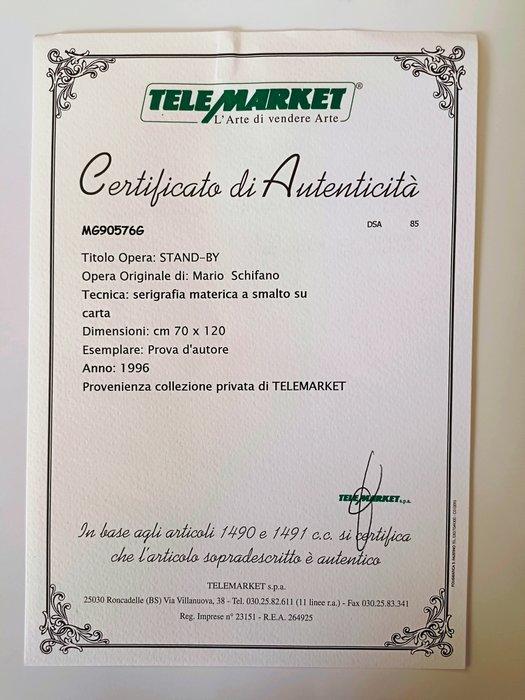 TELEMARKET®
L'Arte di vendere Arte
Certificato di Autenticità
DSA 85
MG90576G
Titolo Opera: STAND-BY
Opera Originale di: Mario Schifano
Tecnica: serigrafia materica a smalto su
carta
Dimensioni: cm 70 x 120
Esemplare: Prova d'autore
Anno: 1996
Provenienza collezione privata di TELEMARKET
TELEMARKET s.p.a.
In base agli articoli 1490 e 1491 c.c. si certifica
che l'articolo sopradescritto è autentico
TELEMARKET s.p.a.
25030 Roncadelle (BS) Via Villanuova, 38 - Tel. 030.25.82.611 (11 linee r.a.) - Fax 030.25.83.341
Reg. Imprese n° 23151 - R.E.A. 264925